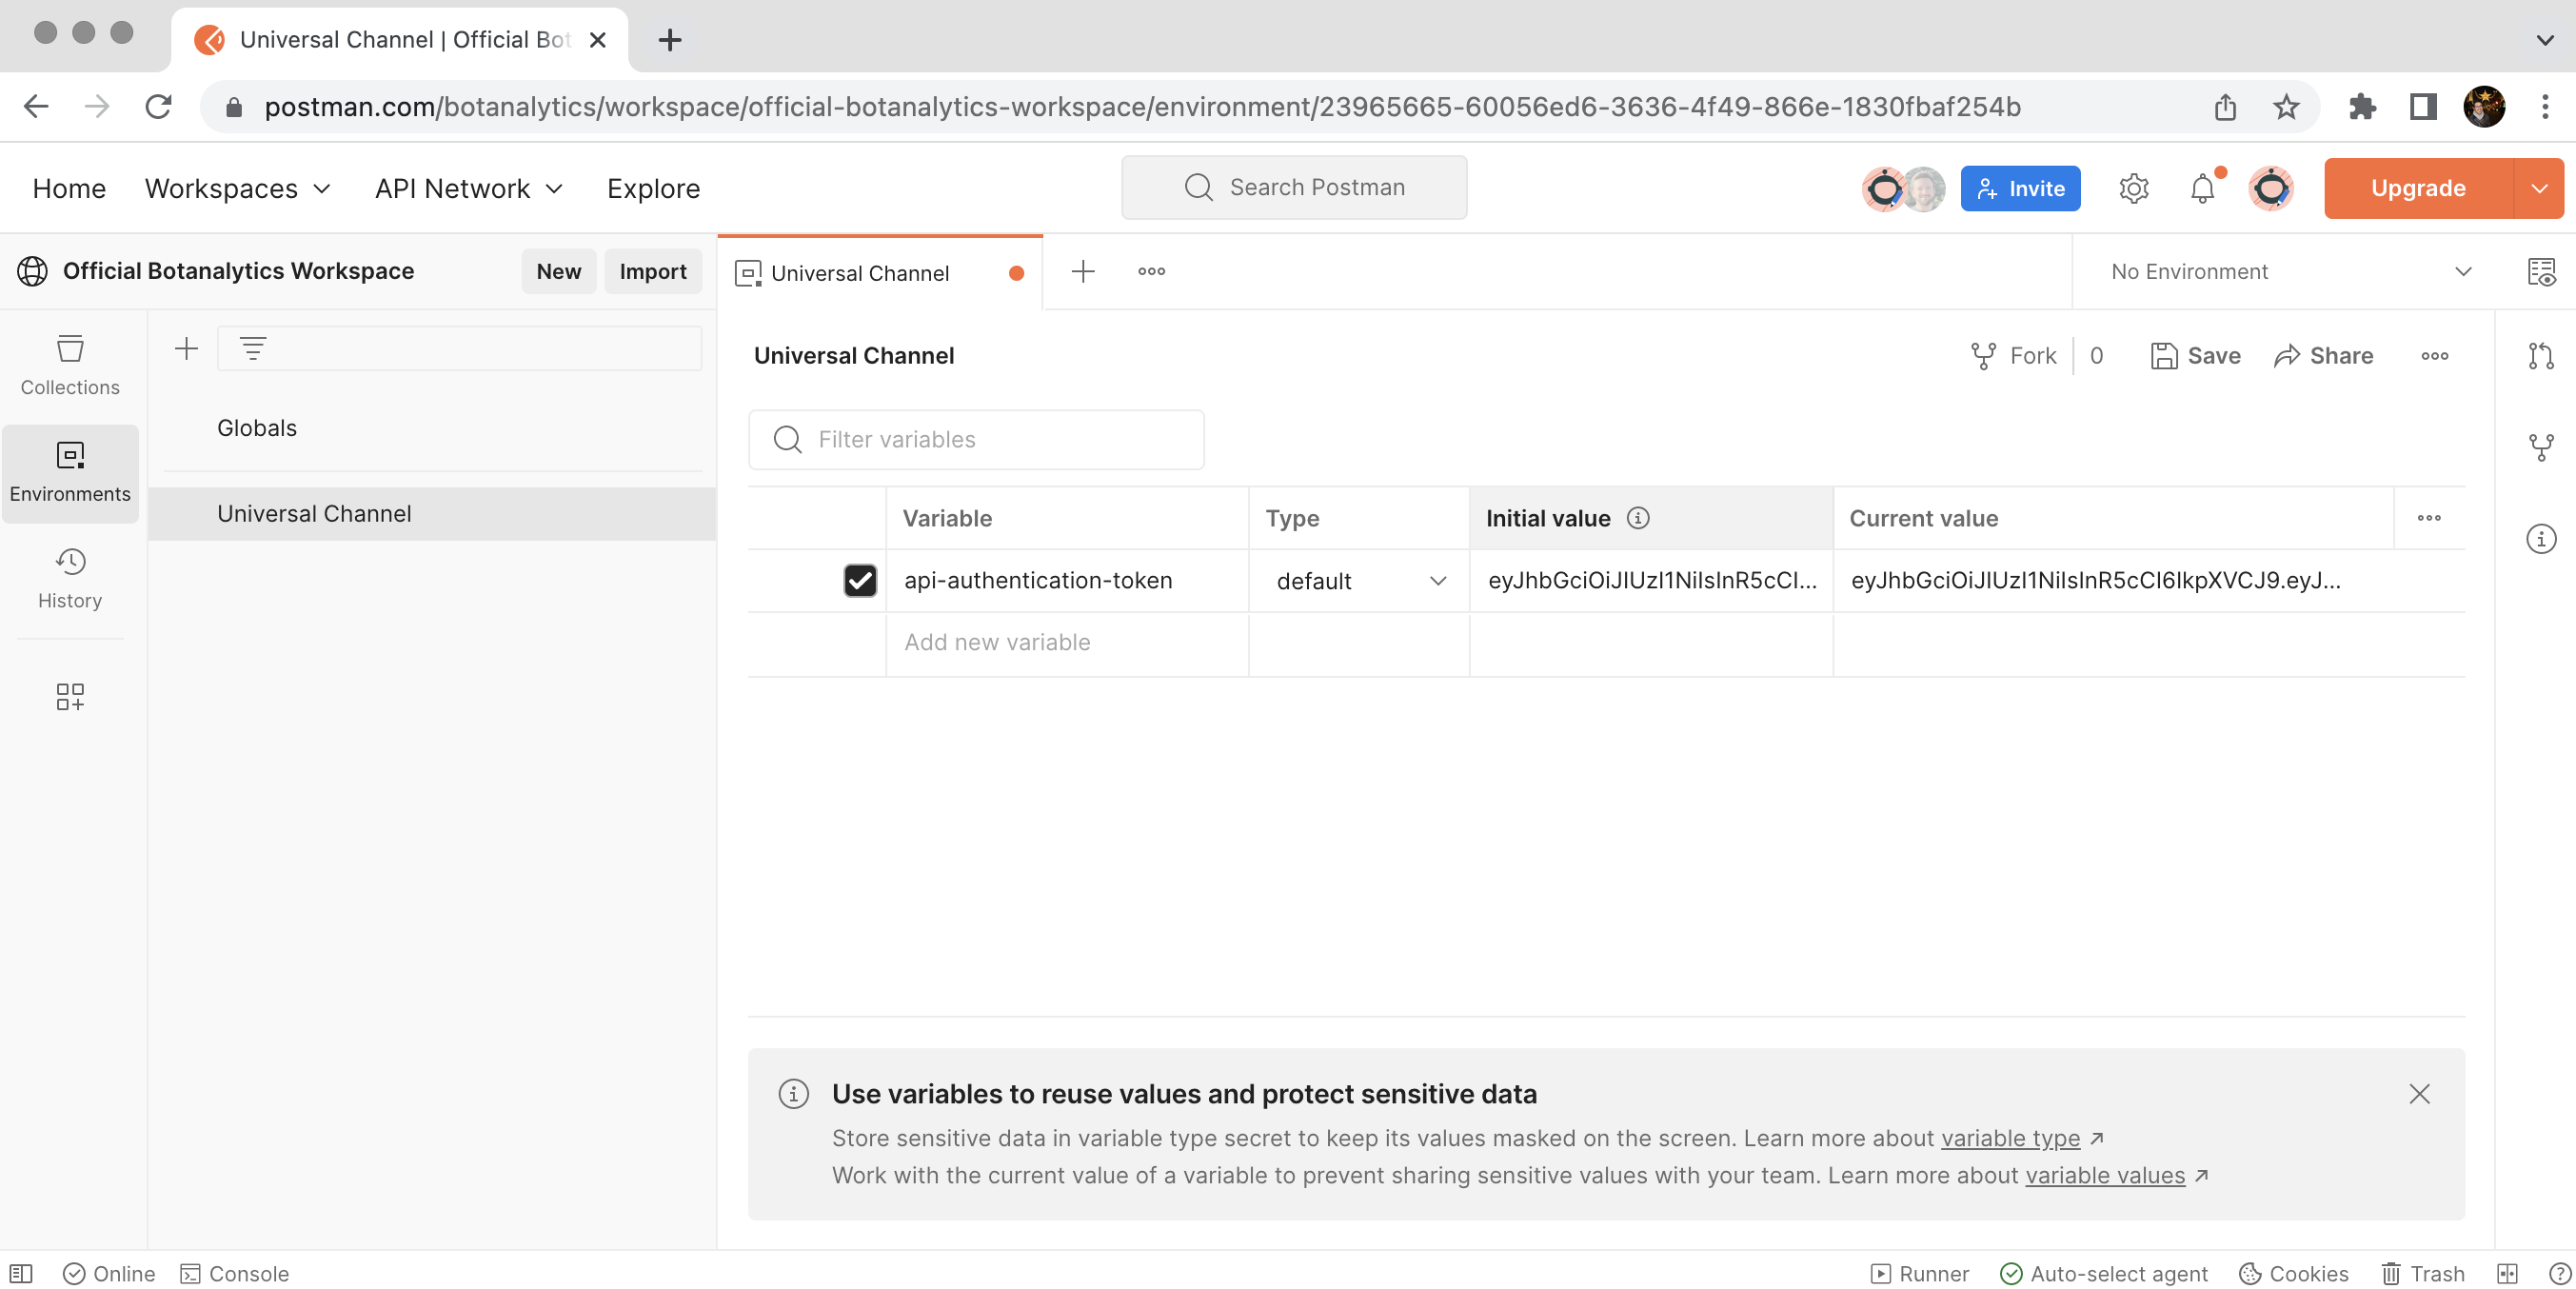 Universal Channel | Official Bot
postman.com/botanalytics/workspace/official-botanalytics-workspace/environment/23965665-60056ed6-3636-4f49-866e-1830fbaf254b
Home Workspaces API Network Explore Search Postman Invite Upgrade
Official Botanalytics Workspace New Import Universal Channel No Environment
Collections
Environments
History
Globals
Universal Channel
Universal Channel Fork 0 Save Share
Filter variables
Variable Type Initial value Current value
api-authentication-token default eyJhbGciOiJIUzI1NiIsInR5cCI... eyJhbGciOiJIUzI1NiIsInR5cCI6IkpXVCJ9.eyJ...
Add new variable
Use variables to reuse values and protect sensitive data
Store sensitive data in variable type secret to keep its values masked on the screen. Learn more about variable type ↗
Work with the current value of a variable to prevent sharing sensitive values with your team. Learn more about variable values ↗
Online Console Runner Auto-select agent Cookies Trash